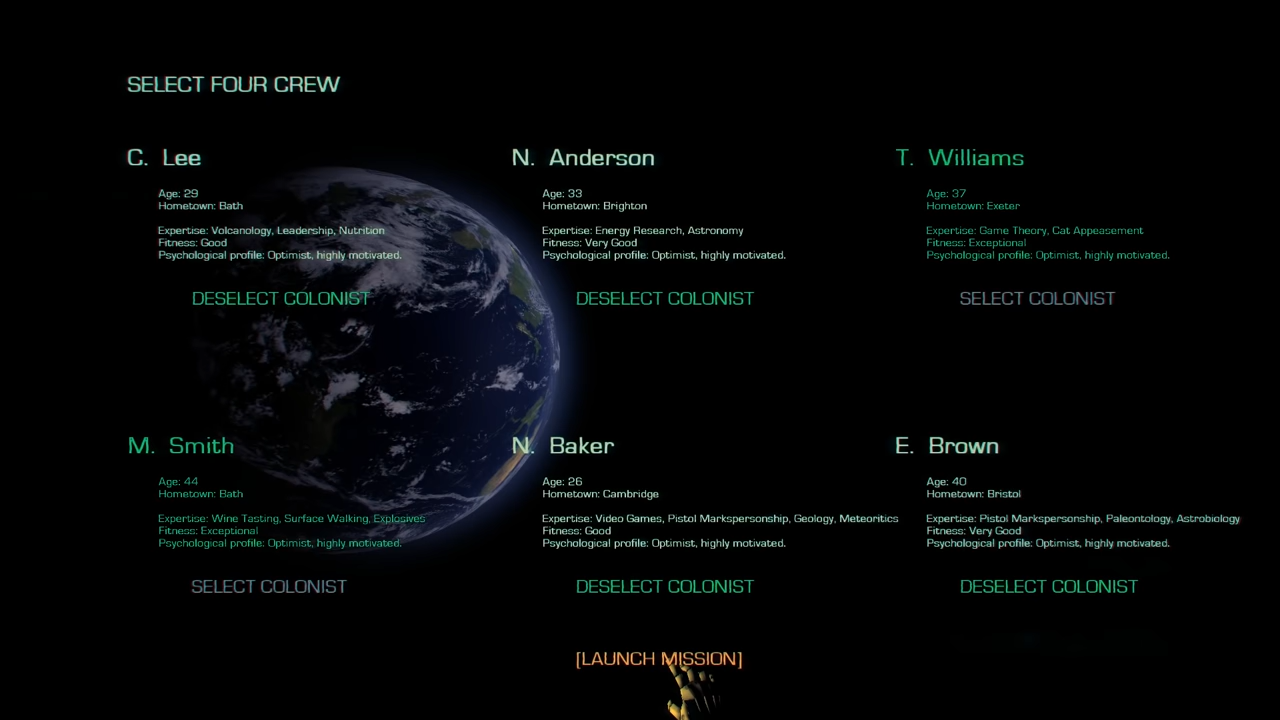 SELECT FOUR CREW
C. Lee
Age: 29
Hometown: Bath
Expertise: Volcanology, Leadership, Nutrition
Fitness: Good
Psychological profile: Optimist, highly motivated.
DESELECT COLONIST
N. Anderson
Age: 33
Hometown: Brighton
Expertise: Energy Research, Astronomy
Fitness: Very Good
Psychological profile: Optimist, highly motivated.
DESELECT COLONIST
T. Williams
Age: 37
Hometown: Exeter
Expertise: Game Theory, Cat Appeasement
Fitness: Exceptional
Psychological profile: Optimist, highly motivated.
SELECT COLONIST
M. Smith
Age: 44
Hometown: Bath
Expertise: Wine Tasting, Surface Walking, Explosives
Fitness: Exceptional
Psychological profile: Optimist, highly motivated.
SELECT COLONIST
N. Baker
Age: 26
Hometown: Cambridge
Expertise: Video Games, Pistol Markspersonship, Geology, Meteoritics
Fitness: Good
Psychological profile: Optimist, highly motivated.
DESELECT COLONIST
E. Brown
Age: 40
Hometown: Bristol
Expertise: Pistol Markspersonship, Paleontology, Astrobiology
Fitness: Very Good
Psychological profile: Optimist, highly motivated.
DESELECT COLONIST
[LAUNCH MISSION]